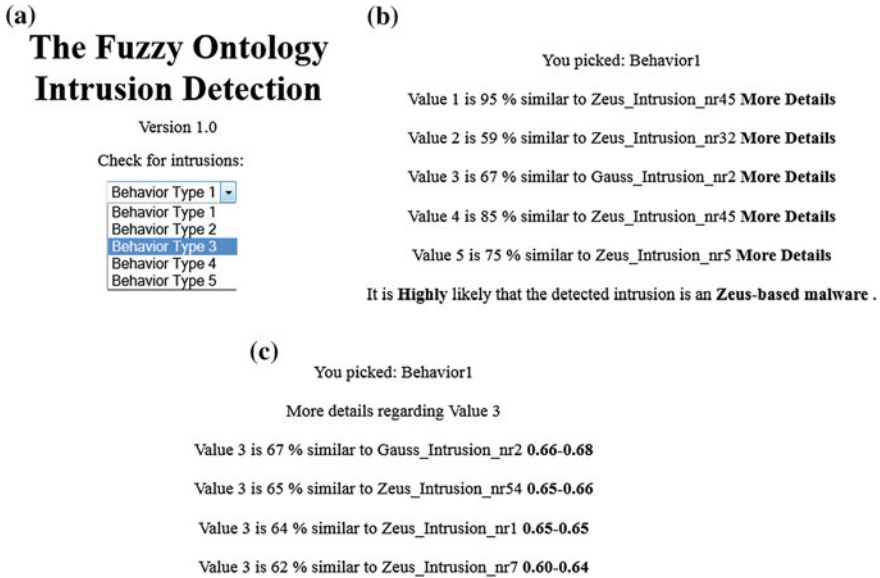 (a)
The Fuzzy Ontology
Intrusion Detection
Version 1.0
Check for intrusions:
Behavior Type 1
Behavior Type 1
Behavior Type 2
Behavior Type 3
Behavior Type 4
Behavior Type 5
(b)
You picked: Behavior1
Value 1 is 95 % similar to Zeus_Intrusion_nr45 More Details
Value 2 is 59 % similar to Zeus_Intrusion_nr32 More Details
Value 3 is 67 % similar to Gauss_Intrusion_nr2 More Details
Value 4 is 85 % similar to Zeus_Intrusion_nr45 More Details
Value 5 is 75 % similar to Zeus_Intrusion_nr5 More Details
It is Highly likely that the detected intrusion is an Zeus-based malware .
(c)
You picked: Behavior1
More details regarding Value 3
Value 3 is 67 % similar to Gauss_Intrusion_nr2 0.66-0.68
Value 3 is 65 % similar to Zeus_Intrusion_nr54 0.65-0.66
Value 3 is 64 % similar to Zeus_Intrusion_nr1 0.65-0.65
Value 3 is 62 % similar to Zeus_Intrusion_nr7 0.60-0.64